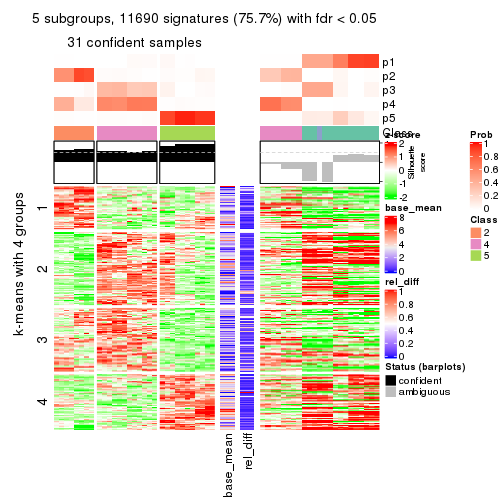 5 subgroups, 11690 signatures (75.7%) with fdr < 0.05
31 confident samples
p1
p2
p3
p4
p5
Class
Silhouette
score
k-means with 4 groups
1
2
3
4
base_mean
rel_diff
z-score
2
1
0
-1
-2
base_mean
8
6
4
2
0
rel_diff
1
0.8
0.6
0.4
0.2
0
Status (barplots)
confident
ambiguous
Prob
1
0.8
0.6
0.4
0.2
0
Class
2
4
5